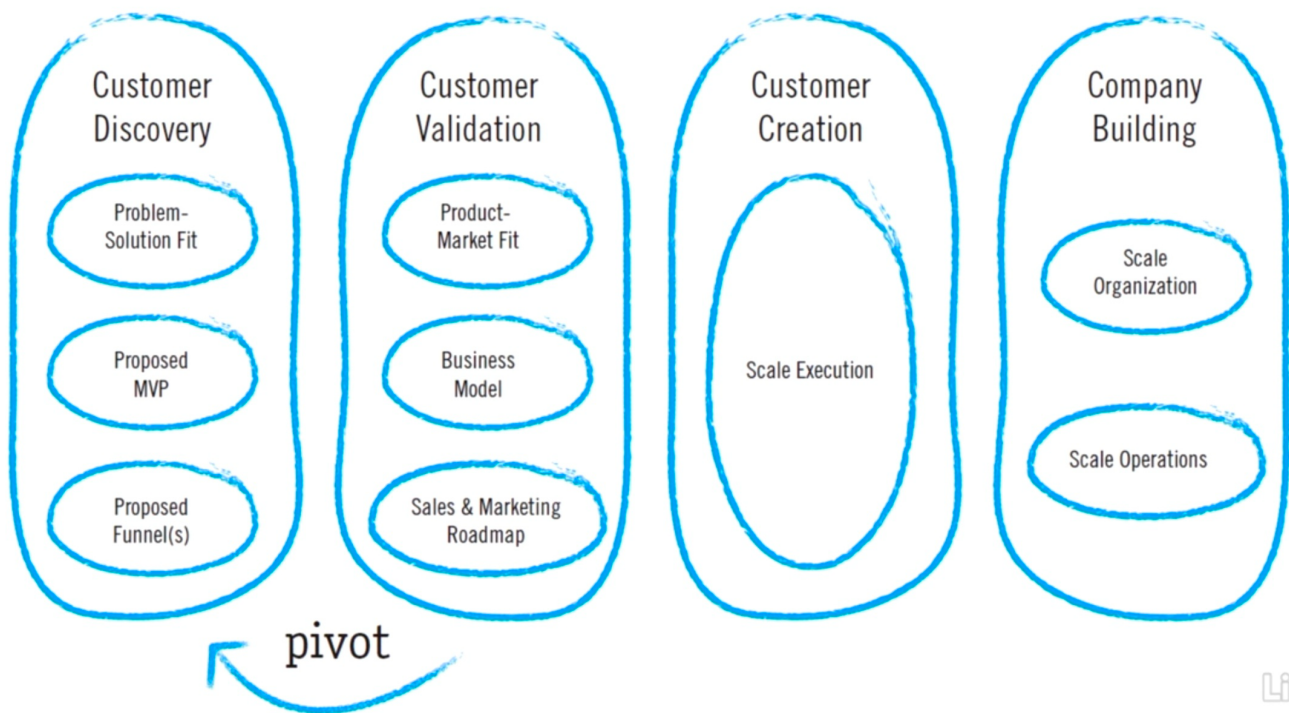 Customer
Discovery
Problem-
Solution Fit
Proposed
MVP
Proposed
Funnel(s)
Customer
Validation
Product-
Market Fit
Business
Model
Sales & Marketing
Roadmap
Customer
Creation
Scale Execution
Company
Building
Scale
Organization
Scale Operations
pivot
Li